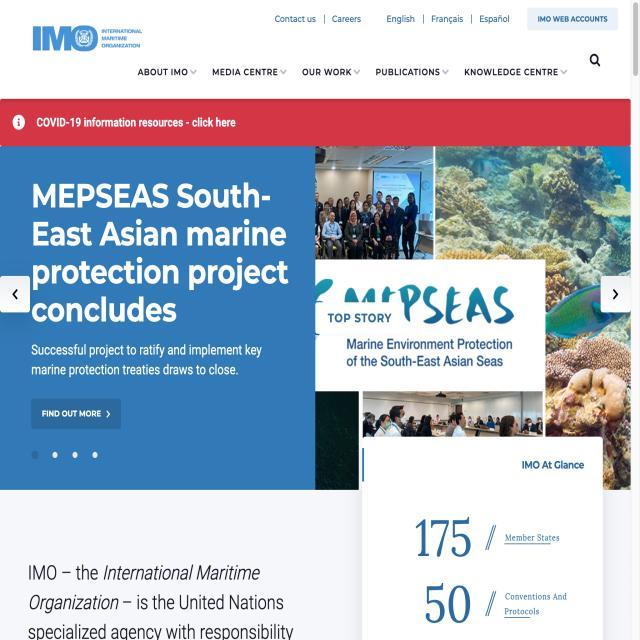 Contact us | Careers English | Français | Español IMO WEB ACCOUNTS
IMO INTERNATIONAL
MARITIME
ORGANIZATION
ABOUT IMO MEDIA CENTRE OUR WORK PUBLICATIONS KNOWLEDGE CENTRE
COVID-19 information resources - click here
MEPSEAS South-
East Asian marine
protection project
concludes
Successful project to ratify and implement key
marine protection treaties draws to close.
FIND OUT MORE
MEPSEAS
TOP STORY
Marine Environment Protection
of the South-East Asian Seas
IMO At Glance
175 // Member States
50 // Conventions And
Protocols
IMO – the International Maritime
Organization – is the United Nations
specialized agency with responsibility